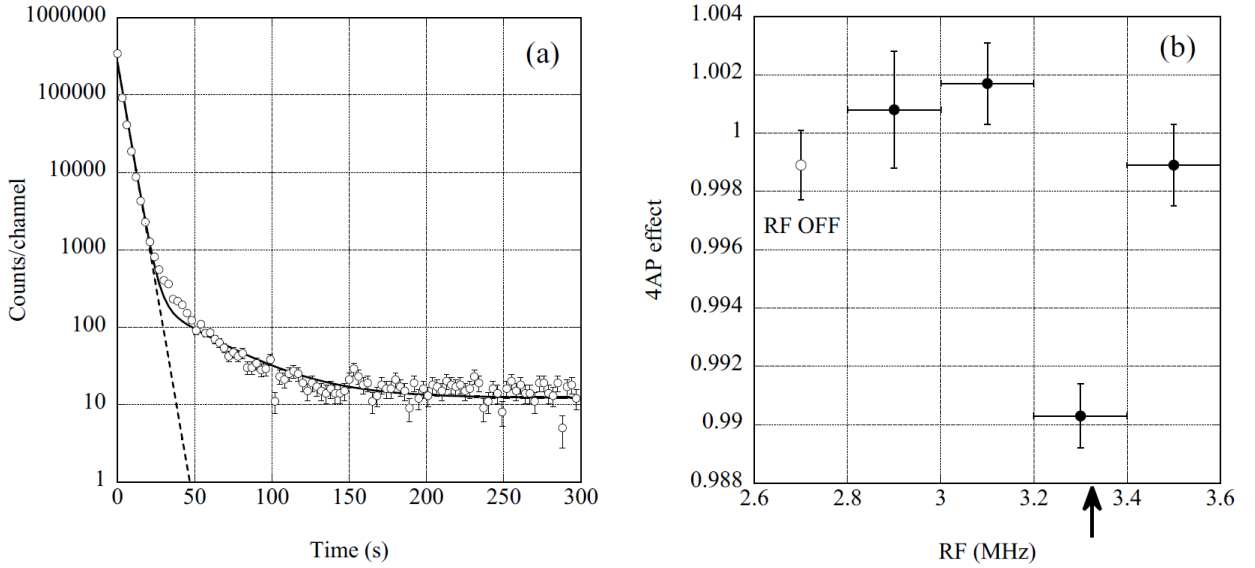 (a)
1000000
100000
10000
1000
100
10
1
0 50 100 150 200 250 300
Counts/channel
Time (s)
(b)
1.004
1.002
1
0.998
0.996
0.994
0.992
0.99
0.988
2.6 2.8 3 3.2 3.4 3.6
RF OFF
4AP effect
RF (MHz)